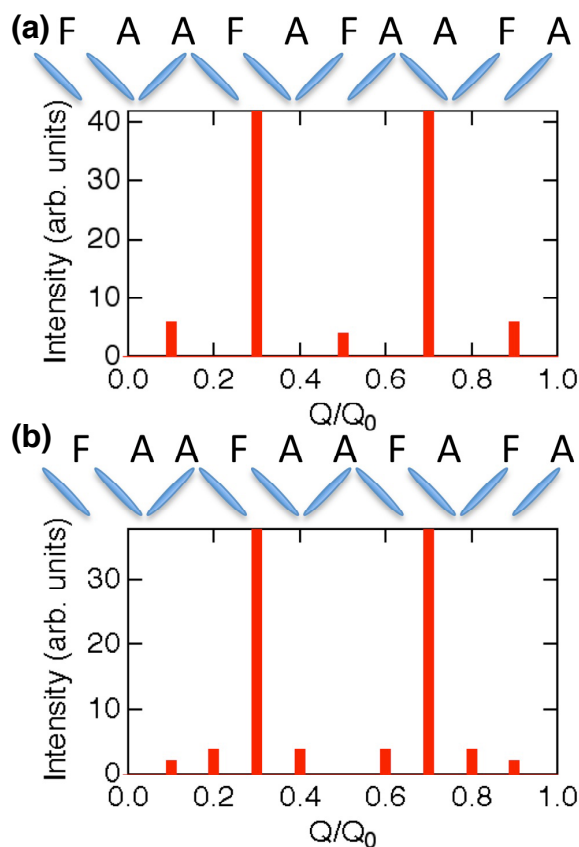 (a) F A A F A F A A F A
Intensity (arb. units)
40
30
20
10
0
0.0 0.2 0.4 0.6 0.8 1.0
Q/Q0
(b) F A A F A A F A F A
Intensity (arb. units)
30
20
10
0
0.0 0.2 0.4 0.6 0.8 1.0
Q/Q0